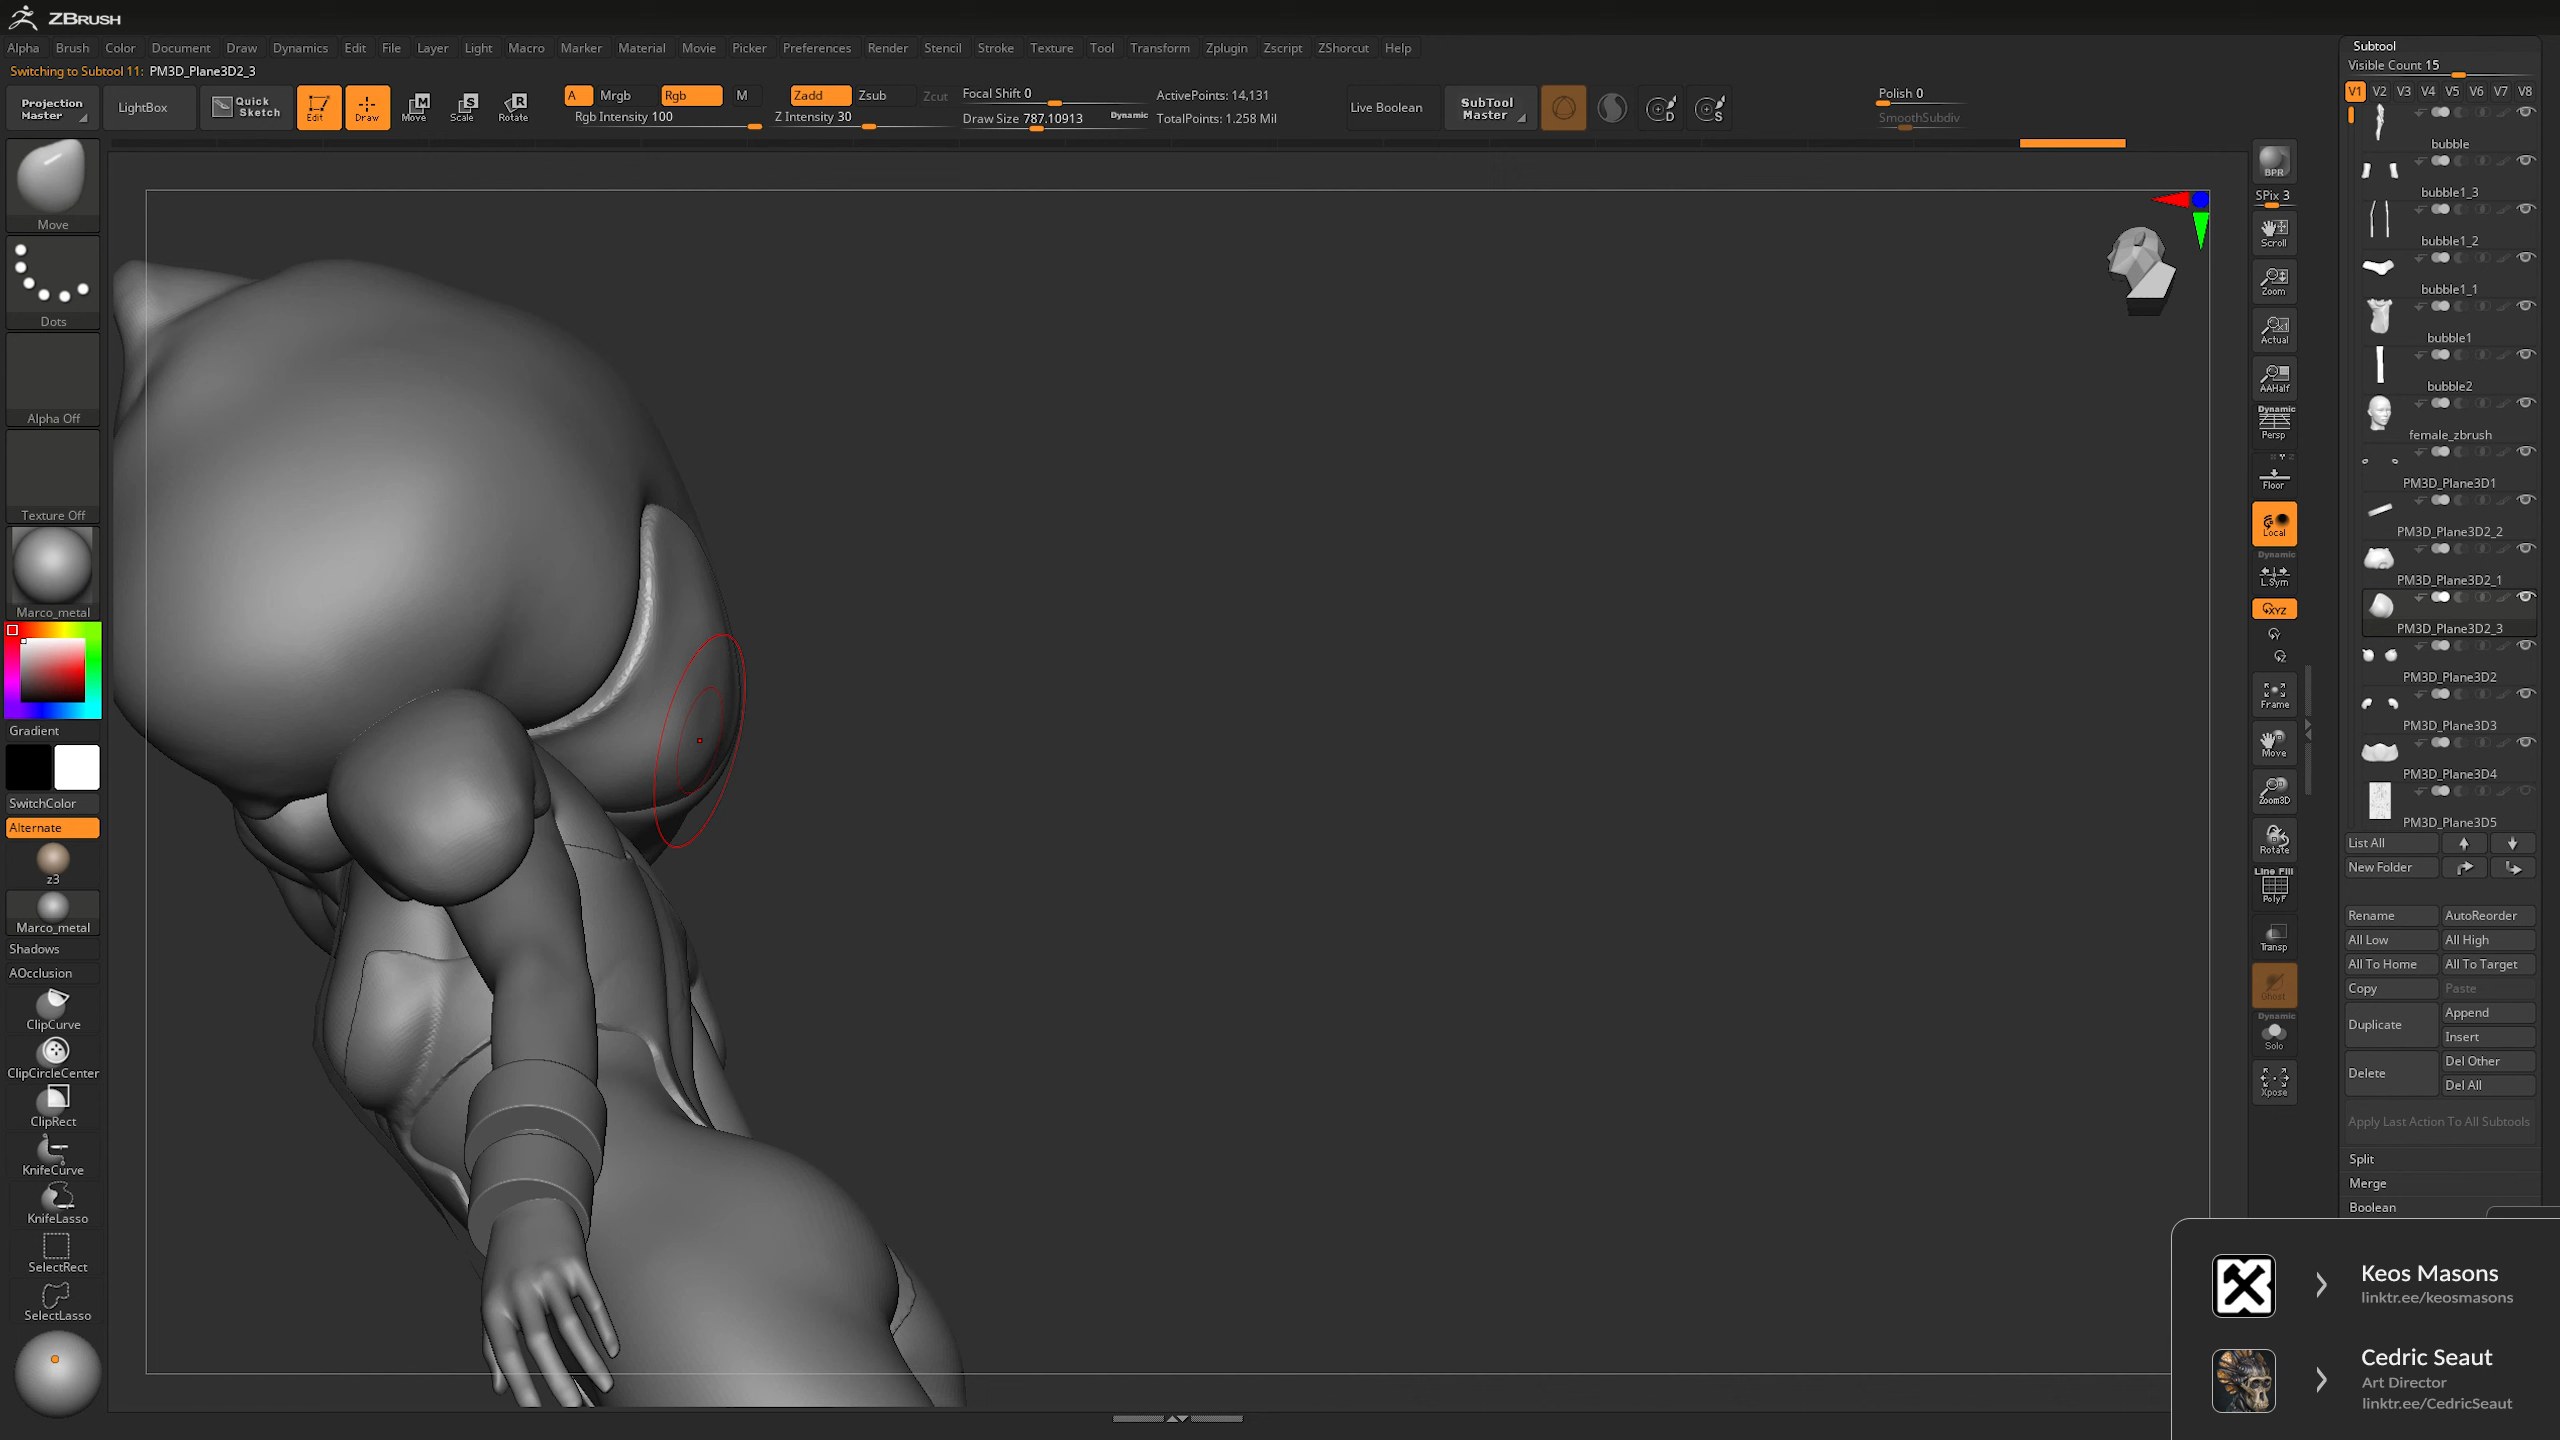 ZBRUSH
Alpha Brush Color Document Draw Dynamics Edit File Layer Light Macro Marker Material Movie Picker Preferences Render Stencil Stroke Texture Tool Transform Zplugin Zscript ZShorcut Help
Switching to Subtool 11: PM3D_Plane3D2_3
Projection Master
LightBox
Quick Sketch
Edit
Draw
Move
Scale
Rotate
A Mrgb Rgb M
Rgb Intensity 100
Zadd Zsub Zcut
Z Intensity 30
Focal Shift 0
Draw Size 787.10913
Dynamic
ActivePoints: 14,131
TotalPoints: 1.258 Mil
Live Boolean
SubTool Master
D
S
Polish 0
SmoothSubdiv
Move
Dots
Alpha Off
Texture Off
Marco_metal
Gradient
SwitchColor
Alternate
z3
Marco_metal
Shadows
AOcclusion
ClipCurve
ClipCircleCenter
ClipRect
KnifeCurve
KnifeLasso
SelectRect
SelectLasso
BPR
SPix 3
Scroll
Zoom
Actual
AAHalf
Dynamic
Persp
Floor
Local
Dynamic
L.Sym
XYZ
Y
Z
Frame
Move
Zoom3D
Rotate
Line Fill
PolyF
Transp
Ghost
Dynamic
Solo
Xpose
Subtool
Visible Count 15
V1 V2 V3 V4 V5 V6 V7 V8
bubble
bubble1_3
bubble1_2
bubble1_1
bubble1
bubble2
female_zbrush
PM3D_Plane3D1
PM3D_Plane3D2_2
PM3D_Plane3D2_1
PM3D_Plane3D2_3
PM3D_Plane3D2
PM3D_Plane3D3
PM3D_Plane3D4
PM3D_Plane3D5
List All
New Folder
Rename AutoReorder
All Low All High
All To Home All To Target
Copy Paste
Duplicate Append
Insert
Delete Del Other
Del All
Apply Last Action To All Subtools
Split
Merge
Boolean
Keos Masons
linktr.ee/keosmasons
Cedric Seaut
Art Director
linktr.ee/CedricSeaut